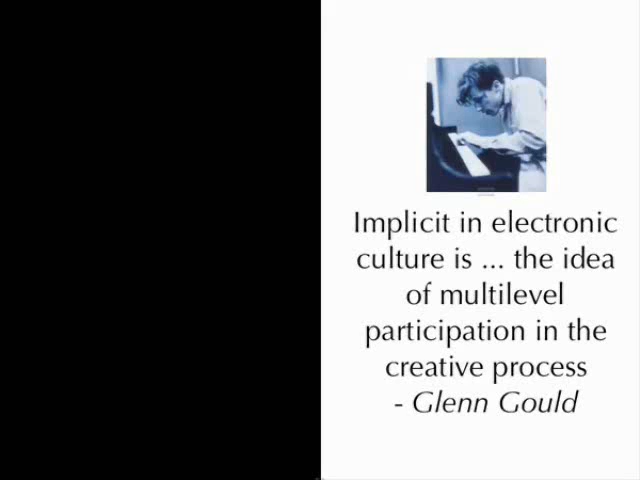 Implicit in electronic
culture is ... the idea
of multilevel
participation in the
creative process
- Glenn Gould